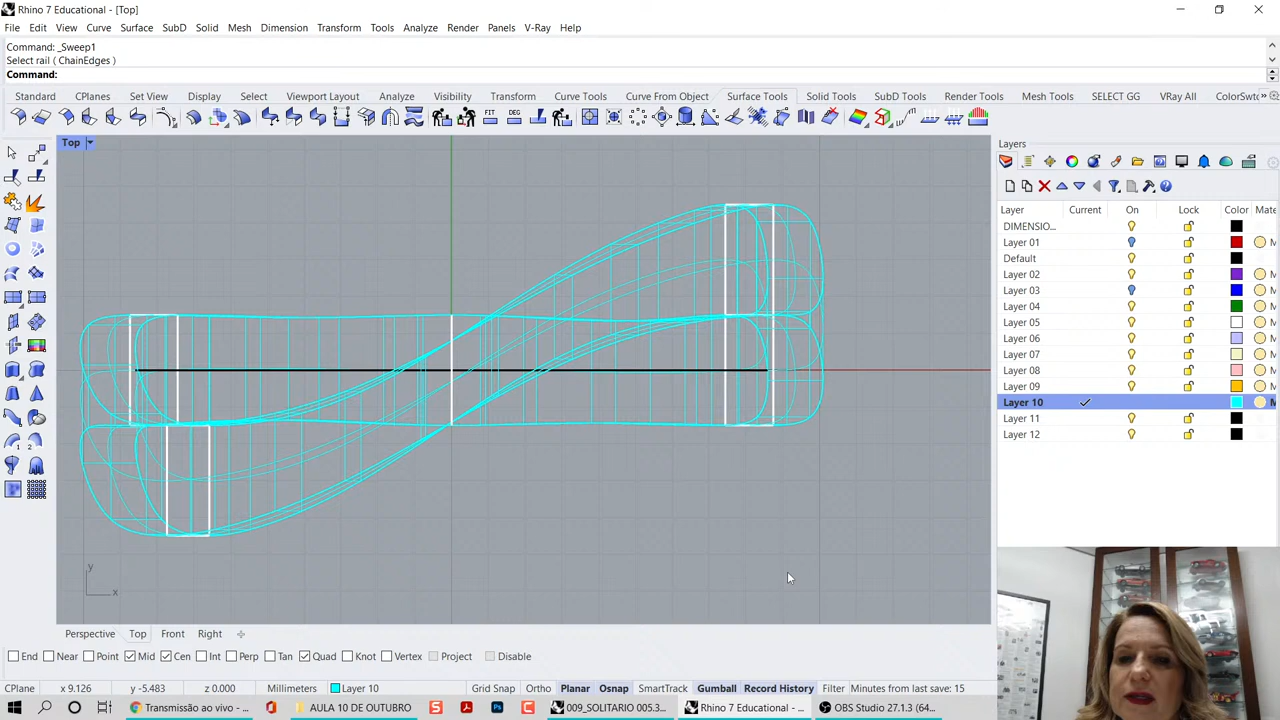 Rhino 7 Educational - [Top]
File Edit View Curve Surface SubD Solid Mesh Dimension Transform Tools Analyze Render Panels V-Ray Help
Command: _Sweep1
Select rail ( ChainEdges )
Command:
Standard CPlanes Set View Display Select Viewport Layout Visibility Transform Curve Tools Curve From Object Surface Tools Solid Tools SubD Tools Render Tools Mesh Tools SELECT GG VRay All ColorSwto
FIT DEG
Top
Layers
Layer Current On Lock Color Mate
DIMENSIO...
Layer 01 M
Default
Layer 02 M
Layer 03 M
Layer 04 M
Layer 05 M
Layer 06 M
Layer 07 M
Layer 08 M
Layer 09 M
Layer 10 M
Layer 11
Layer 12
y
x
Perspective Top Front Right
End Near Point Mid Cen Int Perp Tan Quad Knot Vertex Project Disable
CPlane x 9.126 y -5.483 z 0.000 Millimeters Layer 10 Grid Snap Ortho Planar Osnap SmartTrack Gumball Record History Filter Minutes from last save: 15
Transmissão ao vivo - ... AULA 10 DE OUTUBRO 009_SOLITARIO 005.3... Rhino 7 Educational - ... OBS Studio 27.1.3 (64...